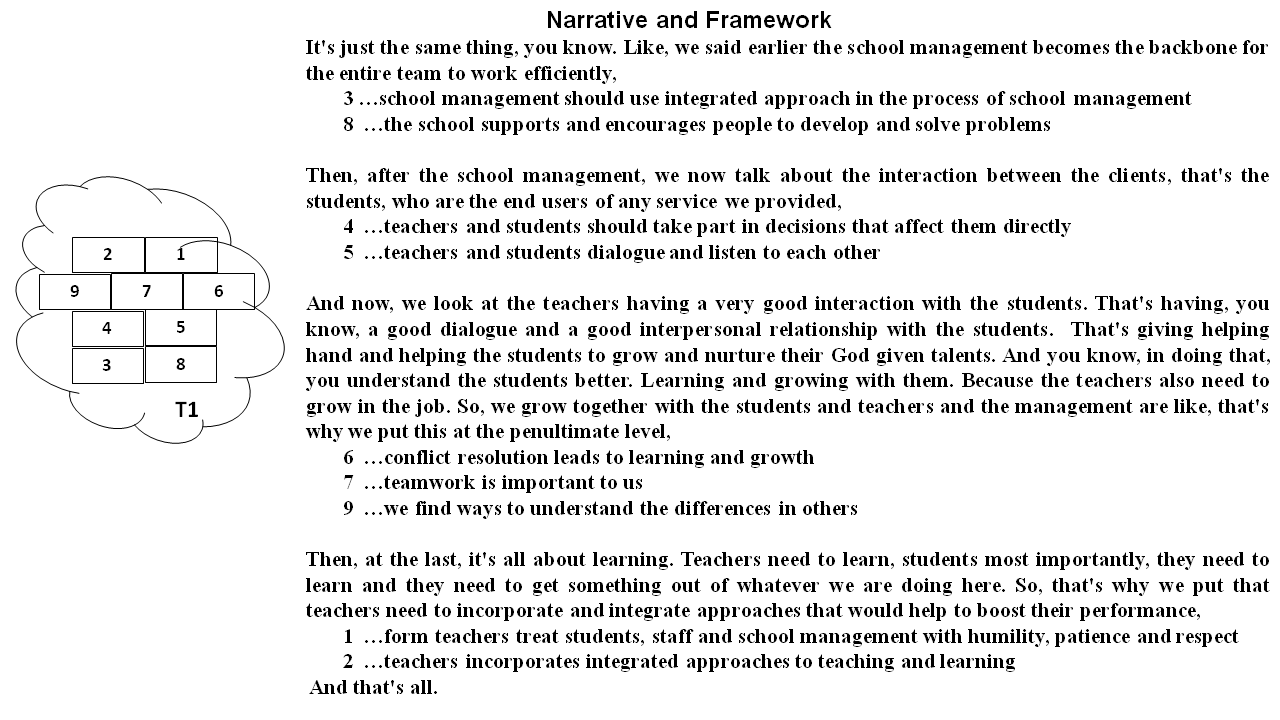 Narrative and Framework
It's just the same thing, you know. Like, we said earlier the school management becomes the backbone for
the entire team to work efficiently,
3 …school management should use integrated approach in the process of school management
8 …the school supports and encourages people to develop and solve problems
Then, after the school management, we now talk about the interaction between the clients, that's the
students, who are the end users of any service we provided,
4 …teachers and students should take part in decisions that affect them directly
5 …teachers and students dialogue and listen to each other
And now, we look at the teachers having a very good interaction with the students. That's having, you
know, a good dialogue and a good interpersonal relationship with the students. That's giving helping
hand and helping the students to grow and nurture their God given talents. And you know, in doing that,
you understand the students better. Learning and growing with them. Because the teachers also need to
grow in the job. So, we grow together with the students and teachers and the management are like, that's
why we put this at the penultimate level,
6 …conflict resolution leads to learning and growth
7 …teamwork is important to us
9 …we find ways to understand the differences in others
Then, at the last, it's all about learning. Teachers need to learn, students most importantly, they need to
learn and they need to get something out of whatever we are doing here. So, that's why we put that
teachers need to incorporate and integrate approaches that would help to boost their performance,
1 …form teachers treat students, staff and school management with humility, patience and respect
2 …teachers incorporates integrated approaches to teaching and learning
And that's all.
2 1
9 7 6
4 5
3 8
T1